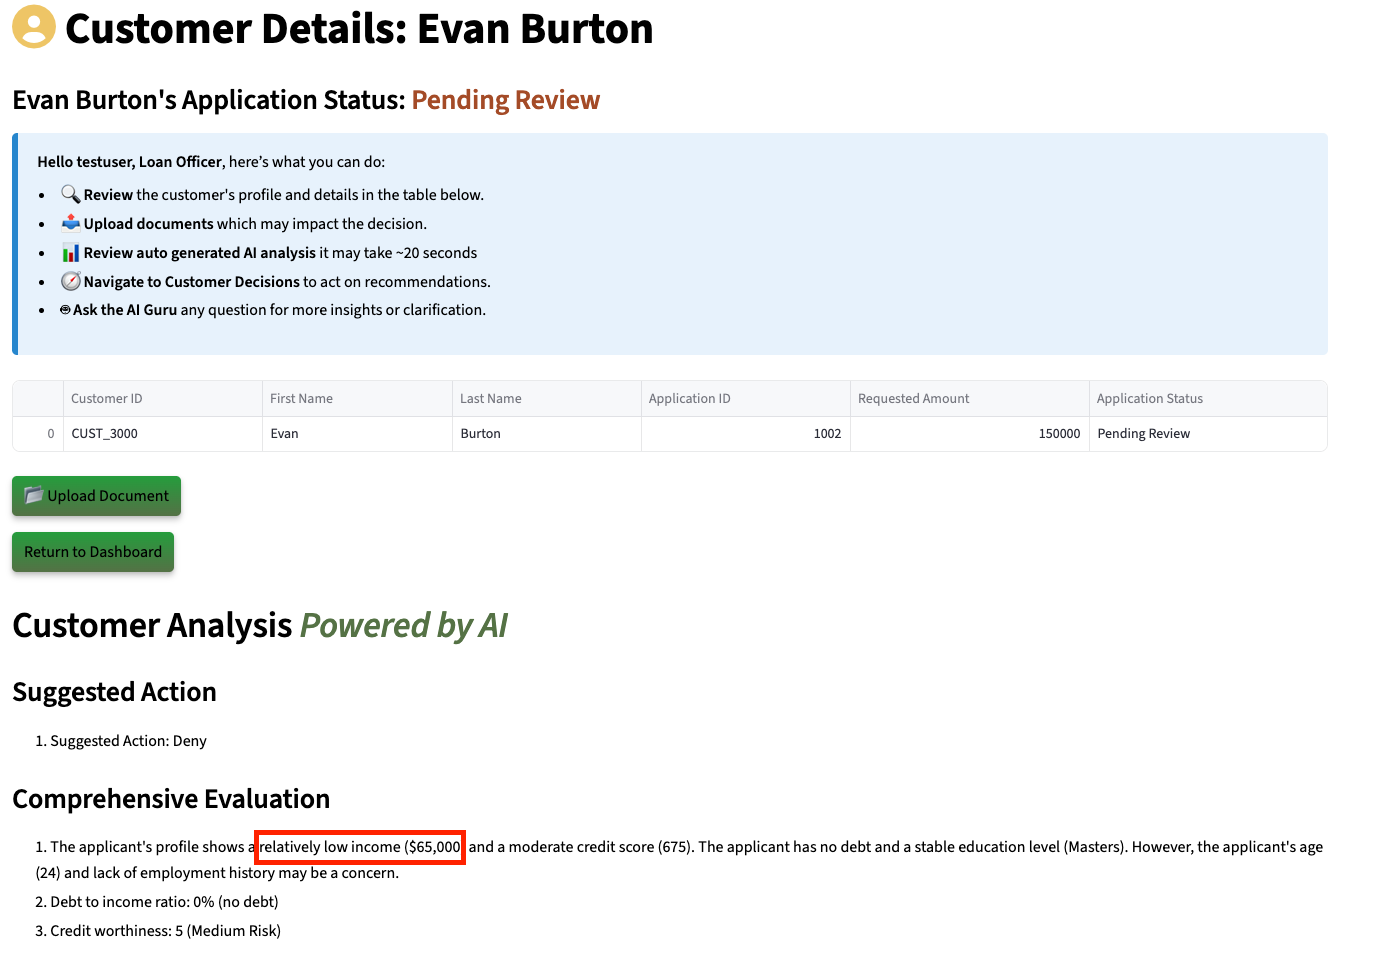 Customer Details: Evan Burton
Evan Burton's Application Status: Pending Review
Hello testuser, Loan Officer, here’s what you can do:
Review the customer's profile and details in the table below.
Upload documents which may impact the decision.
Review auto generated AI analysis it may take ~20 seconds
Navigate to Customer Decisions to act on recommendations.
Ask the AI Guru any question for more insights or clarification.
Customer ID First Name Last Name Application ID Requested Amount Application Status
0 CUST_3000 Evan Burton 1002 150000 Pending Review
Upload Document
Return to Dashboard
Customer Analysis Powered by AI
Suggested Action
1. Suggested Action: Deny
Comprehensive Evaluation
1. The applicant's profile shows a relatively low income ($65,000) and a moderate credit score (675). The applicant has no debt and a stable education level (Masters). However, the applicant's age
(24) and lack of employment history may be a concern.
2. Debt to income ratio: 0% (no debt)
3. Credit worthiness: 5 (Medium Risk)